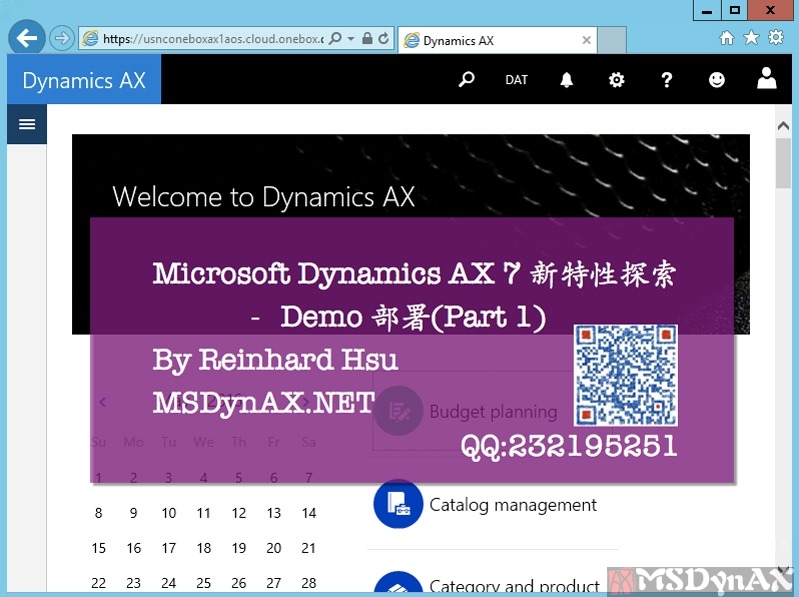 https://usnconeboxax1aos.cloud.onebox.c
Dynamics AX
Dynamics AX
DAT
?
Welcome to Dynamics AX
Microsoft Dynamics AX 7 新特性探索
- Demo 部署(Part 1)
By Reinhard Hsu
MSDynAX.NET
QQ:232195251
Budget planning
Su Mo Tu We Th Fr Sa
1 2 3 4 5 6 7
8 9 10 11 12 13 14
15 16 17 18 19 20 21
22 23 24 25 26 27 28
Catalog management
Category and product
MSDynAX